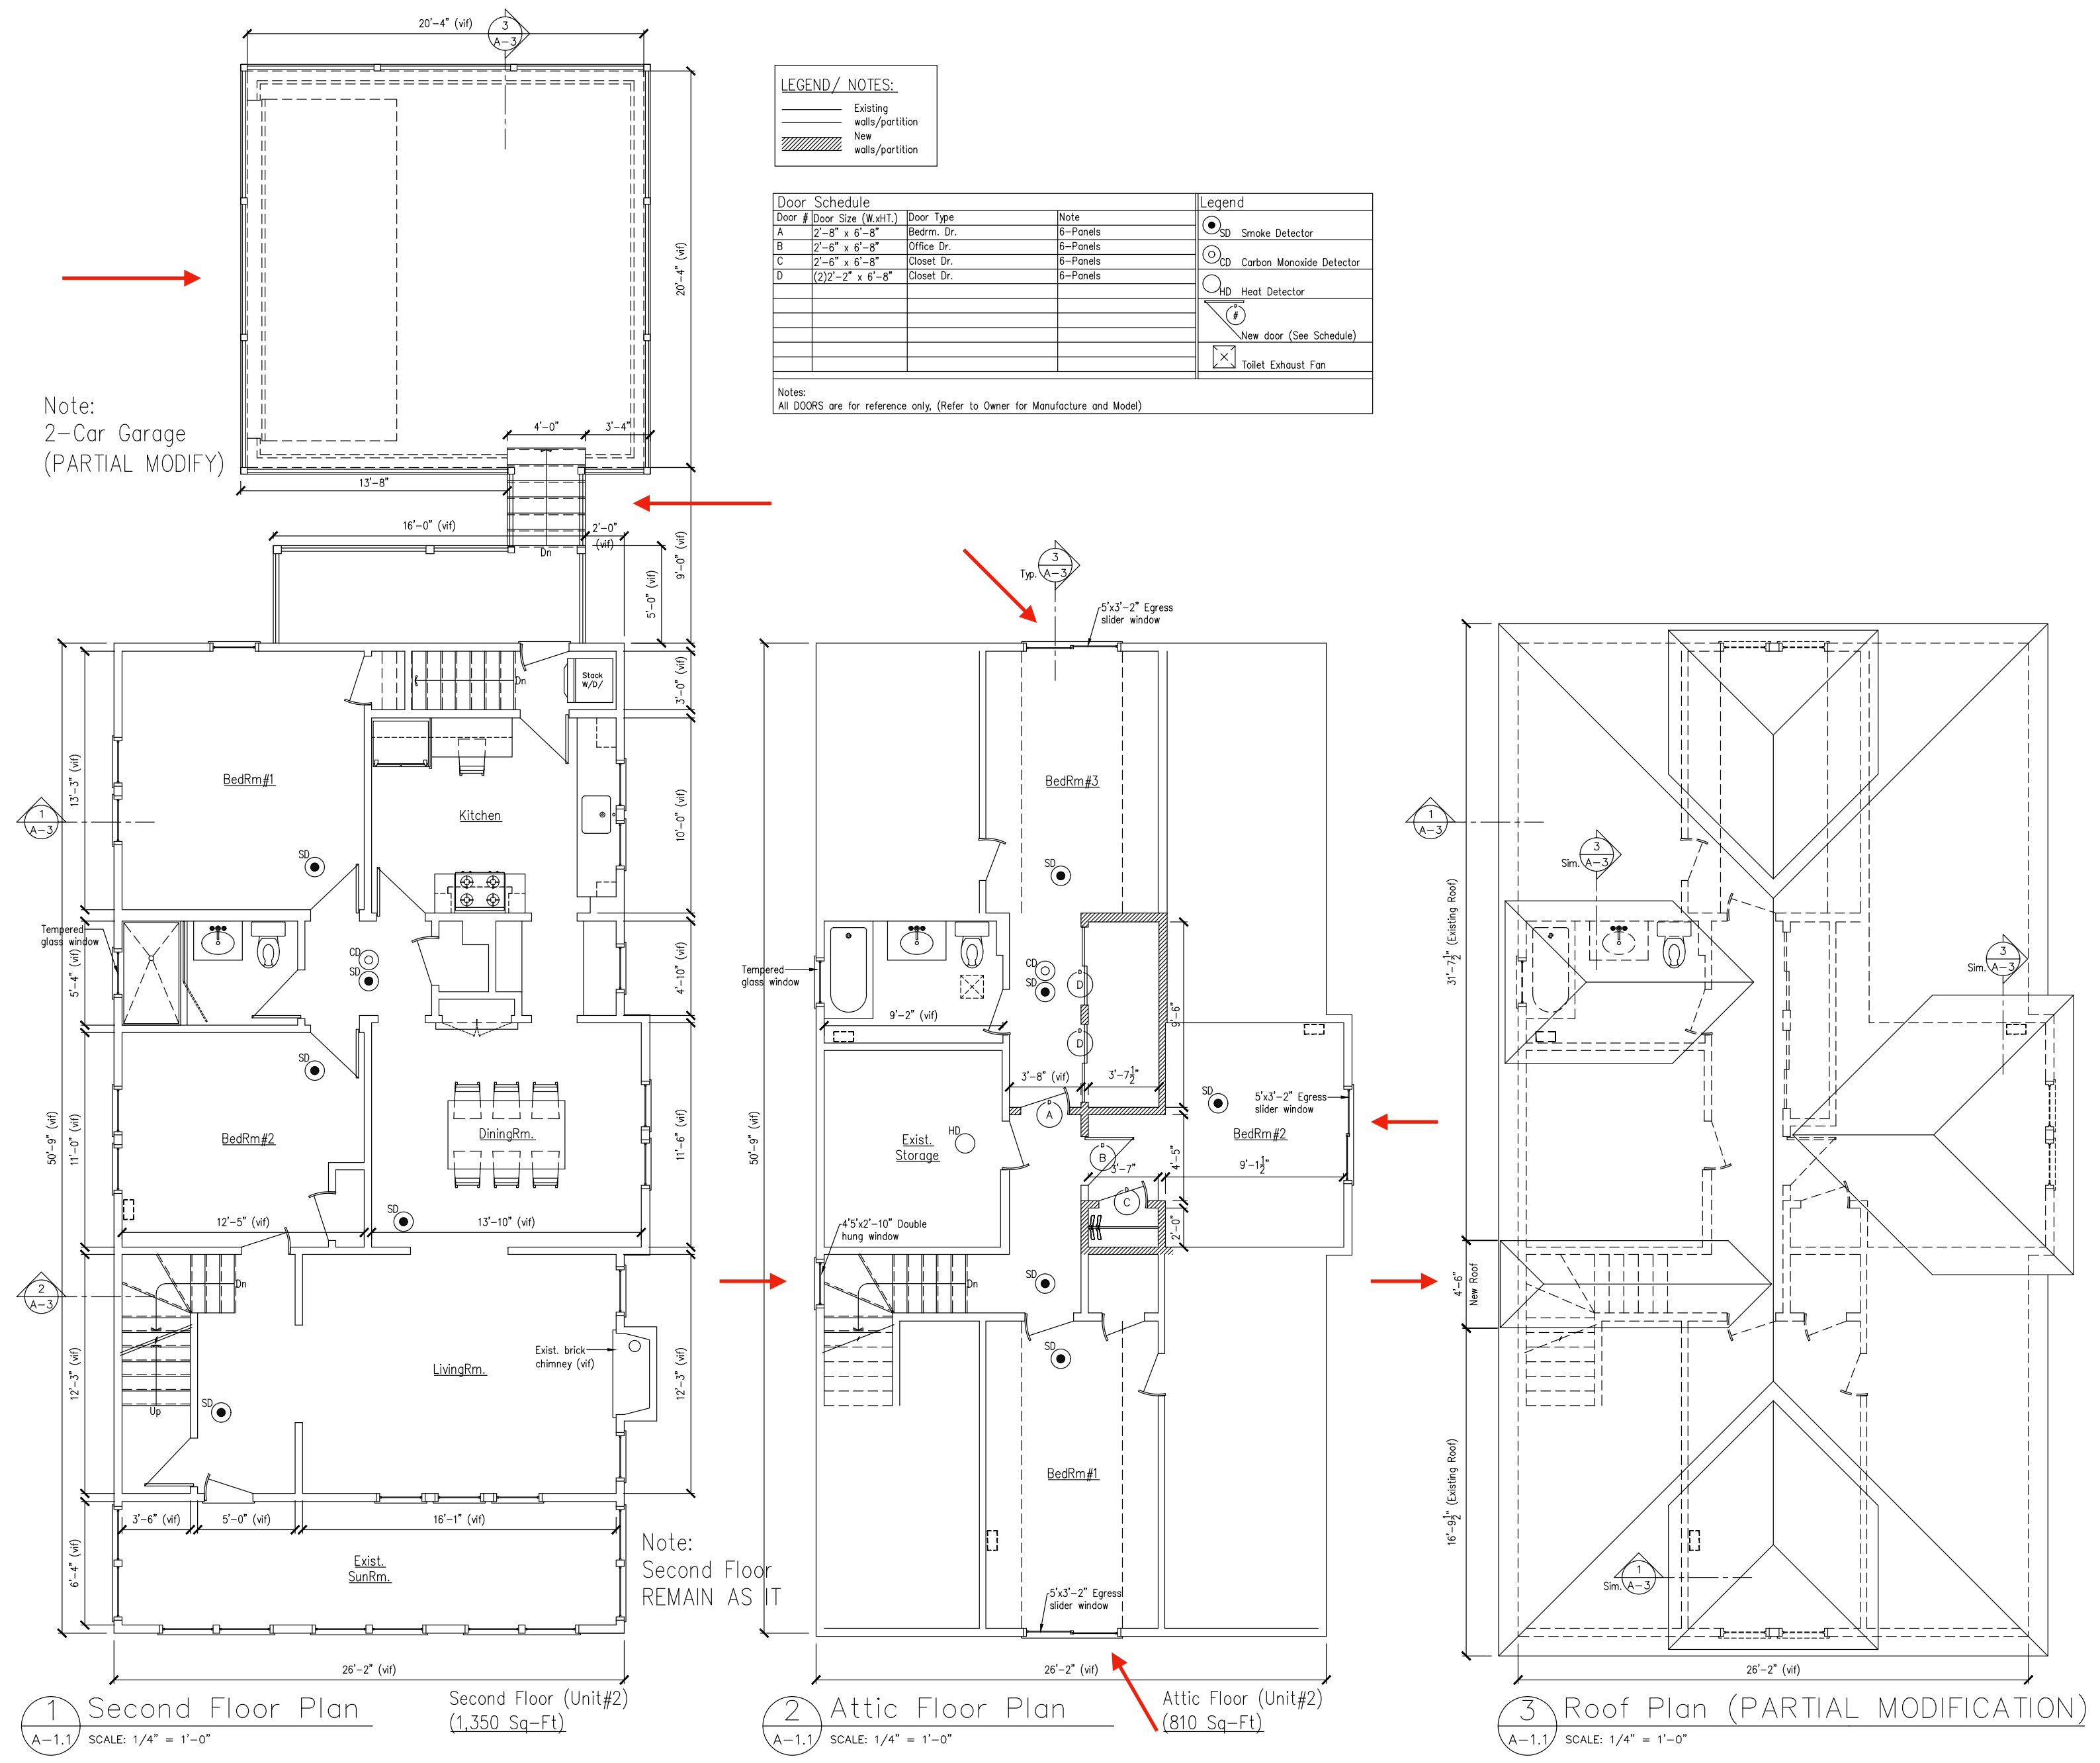 20'-4" (vif)
3
A-3
20'-4" (vif)
Note:
2-Car Garage
(PARTIAL MODIFY)
4'-0"
3'-4"
13'-8"
16'-0" (vif)
2'-0"
(vif)
Dn
5'-0" (vif)
9'-0" (vif)
LEGEND/ NOTES:
Existing
walls/partition
New
walls/partition
Door Schedule
Legend
Door #
Door Size (W.xHT.)
Door Type
Note
A
2'-8" x 6'-8"
Bedrm. Dr.
6-Panels
B
2'-6" x 6'-8"
Office Dr.
6-Panels
C
2'-6" x 6'-8"
Closet Dr.
6-Panels
D
(2)2'-2" x 6'-8"
Closet Dr.
6-Panels
SD Smoke Detector
CD Carbon Monoxide Detector
HD Heat Detector
D
#
New door (See Schedule)
Toilet Exhaust Fan
Notes:
All DOORS are for reference only, (Refer to Owner for Manufacture and Model)
Dn
Stack
W/D/
3'-0" (vif)
13'-3" (vif)
BedRm#1
Kitchen
10'-0" (vif)
1
A-3
SD
Tempered
glass window
5'-4" (vif)
CD
SD
4'-10" (vif)
SD
50'-9" (vif)
11'-0" (vif)
BedRm#2
DiningRm.
11'-6" (vif)
SD
12'-5" (vif)
13'-10" (vif)
2
A-3
Dn
Exist. brick
chimney (vif)
LivingRm.
12'-3" (vif)
12'-3" (vif)
SD
Up
3'-6" (vif)
5'-0" (vif)
16'-1" (vif)
Exist.
SunRm.
6'-4" (vif)
Note:
Second Floor
REMAIN AS IT
26'-2" (vif)
1
A-1.1
Second Floor Plan
SCALE: 1/4" = 1'-0"
Second Floor (Unit#2)
(1,350 Sq-Ft)
3
A-3
Typ.
5'x3'-2" Egress
slider window
BedRm#3
SD
Tempered
glass window
CD
SD
D
D
D
D
9'-2" (vif)
9'-6"
3'-8" (vif)
3'-7½"
SD
5'x3'-2" Egress
slider window
D
A
50'-9" (vif)
HD
Exist.
Storage
BedRm#2
D
B
4'-5"
3'-7"
9'-1½"
D
C
2'-0"
4'5'x2'-10" Double
hung window
Dn
SD
SD
BedRm#1
5'x3'-2" Egress
slider window
26'-2" (vif)
2
A-1.1
Attic Floor Plan
SCALE: 1/4" = 1'-0"
Attic Floor (Unit#2)
(810 Sq-Ft)
1
A-3
3
A-3
Sim.
3
A-3
Sim.
31'-7½" (Existing Roof)
4'-6"
New Roof
16'-9½" (Existing Roof)
1
A-3
Sim.
26'-2" (vif)
3
A-1.1
Roof Plan (PARTIAL MODIFICATION)
SCALE: 1/4" = 1'-0"